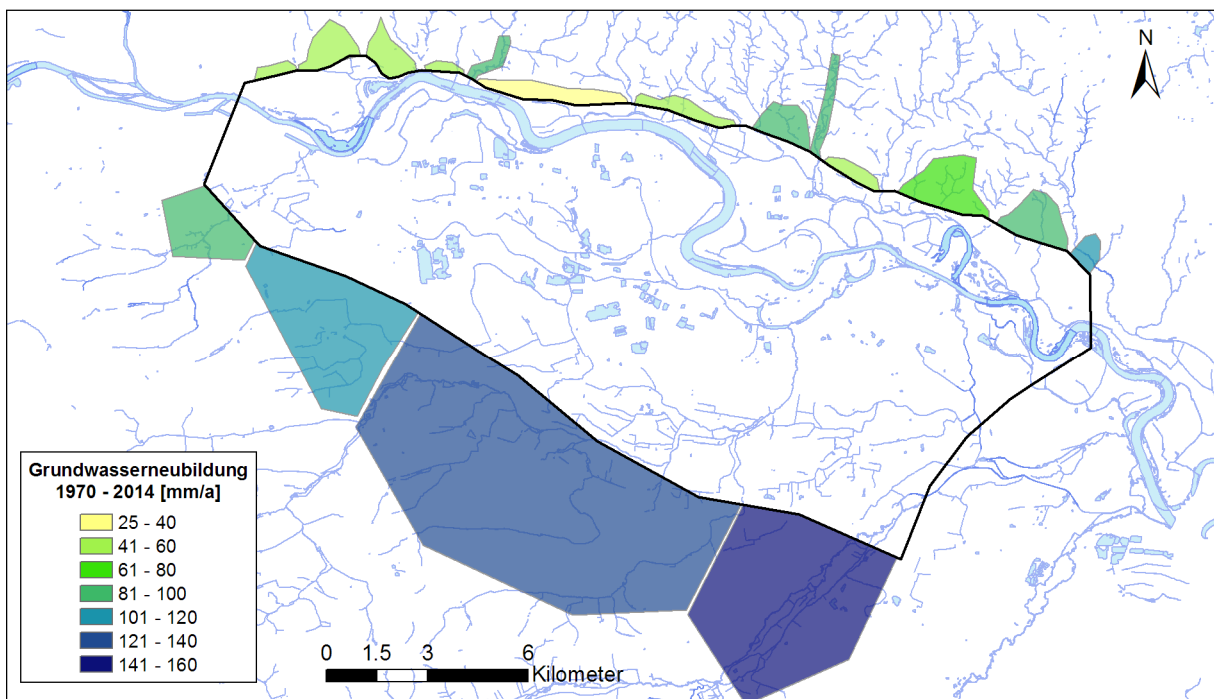 N
Grundwasserneubildung
1970 - 2014 [mm/a]
25 - 40
41 - 60
61 - 80
81 - 100
101 - 120
121 - 140
141 - 160
0 1.5 3 6
Kilometer